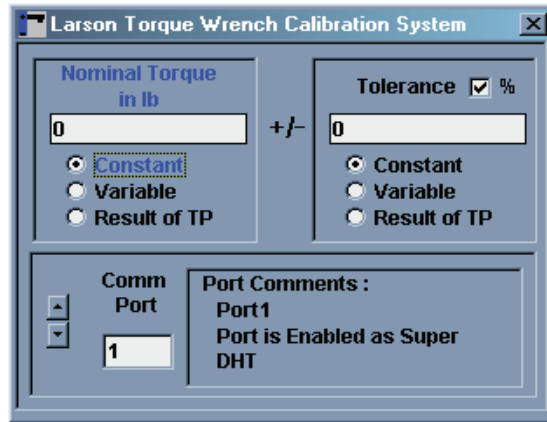 Larson Torque Wrench Calibration System
Nominal Torque
in lb
0
Constant
Variable
Result of TP
+/-
Tolerance %
0
Constant
Variable
Result of TP
Comm
Port
1
Port Comments :
Port1
Port is Enabled as Super
DHT